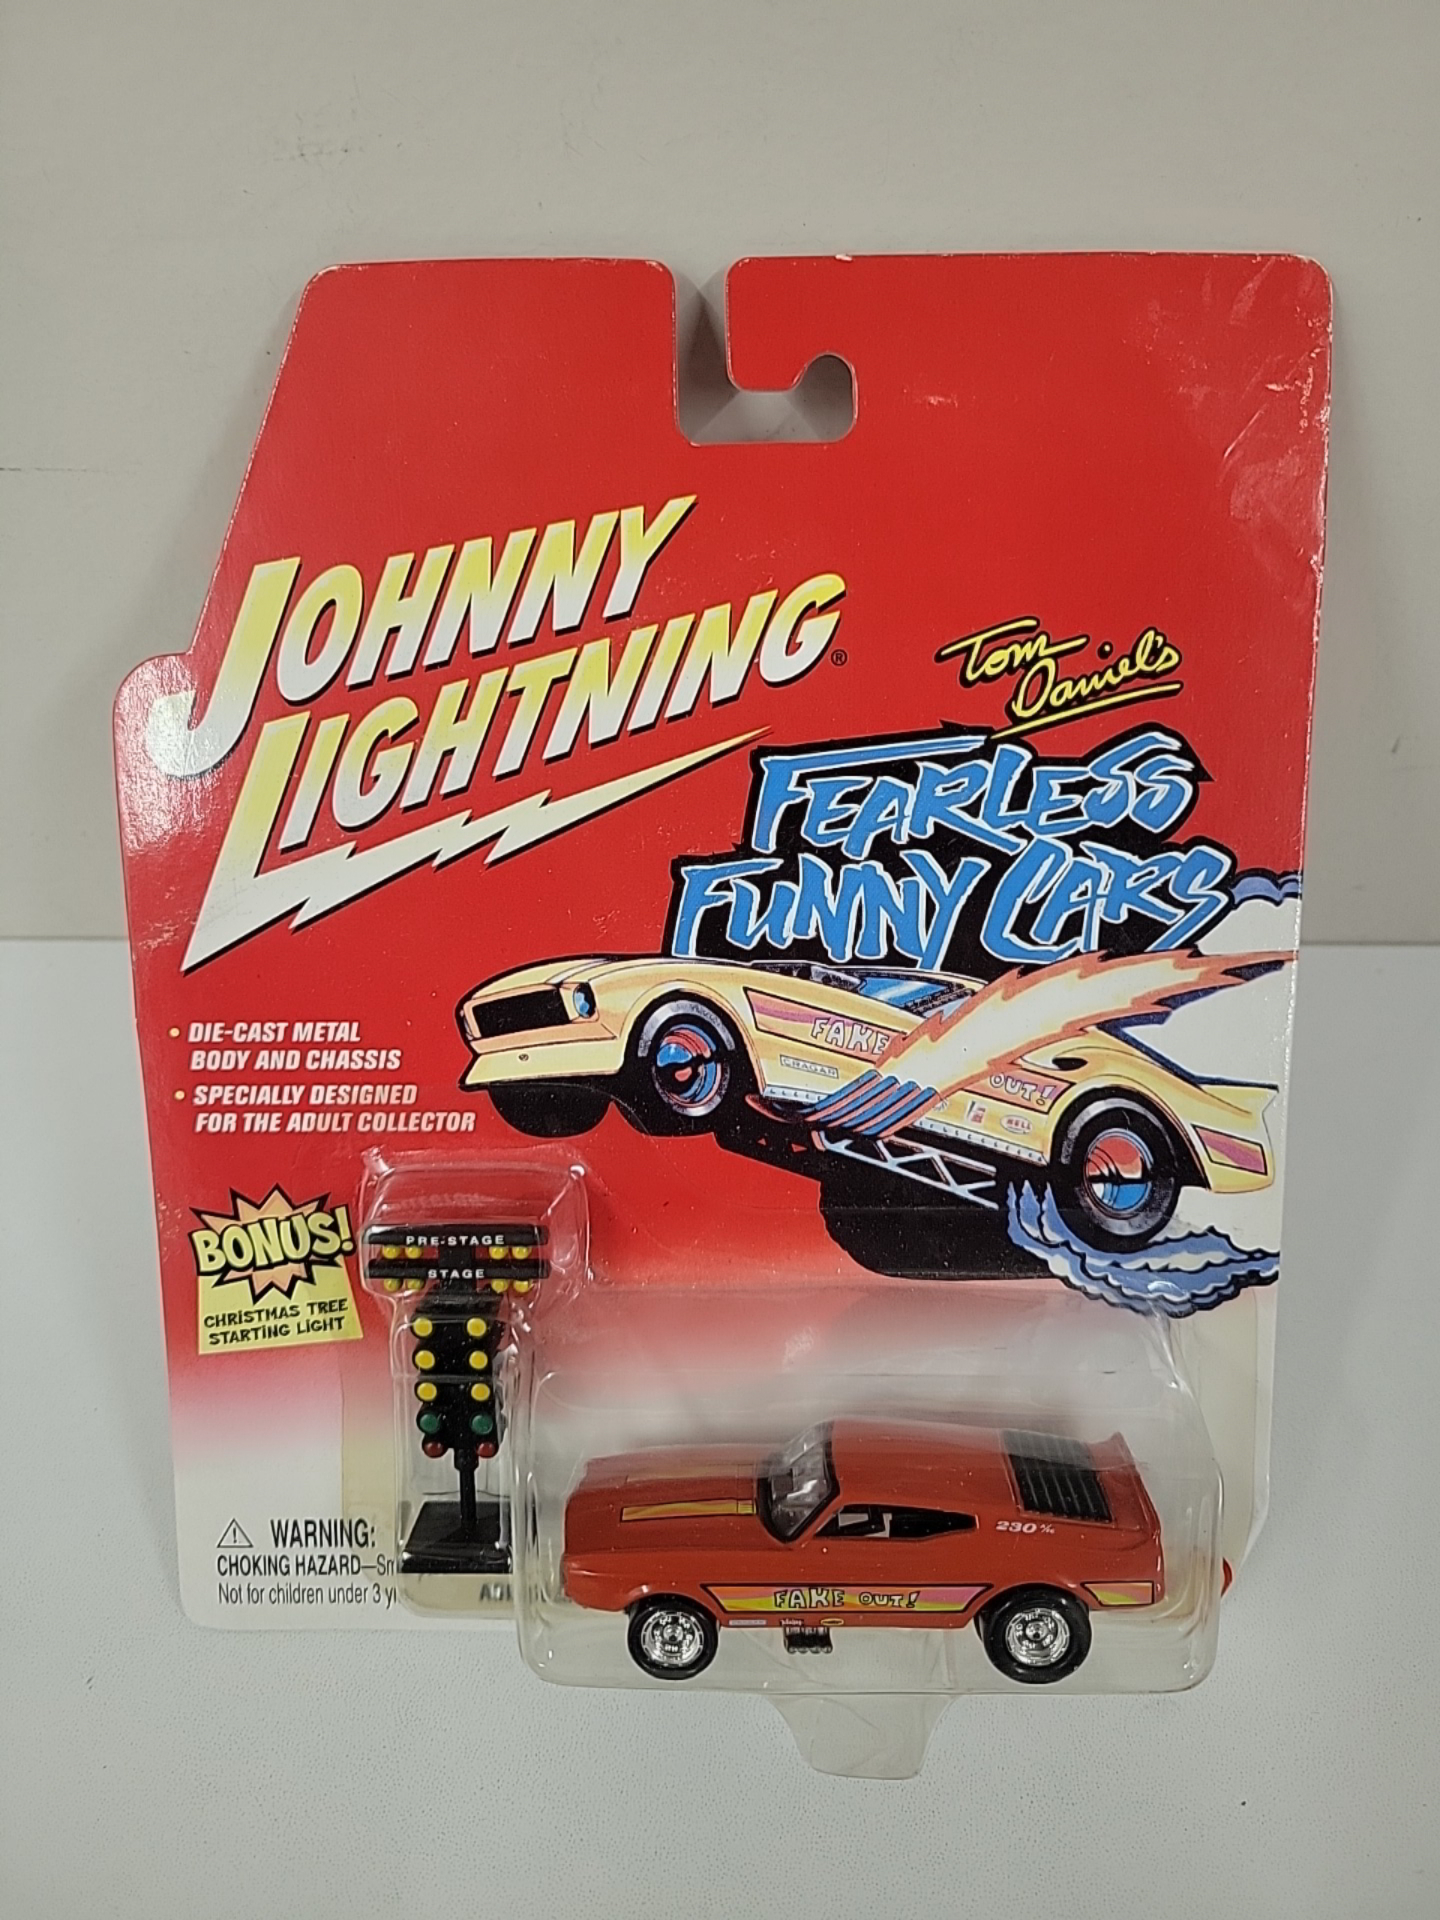 JOHNNY
LIGHTNING®
Tom
Daniel's
FEARLESS
FUNNY CARS
• DIE-CAST METAL
BODY AND CHASSIS
• SPECIALLY DESIGNED
FOR THE ADULT COLLECTOR
FAKE
OUT!
CRAGAR
BELL
BONUS!
CHRISTMAS TREE
STARTING LIGHT
PRE-STAGE
STAGE
230
FAKE OUT!
WARNING:
CHOKING HAZARD—Sm
Not for children under 3 y